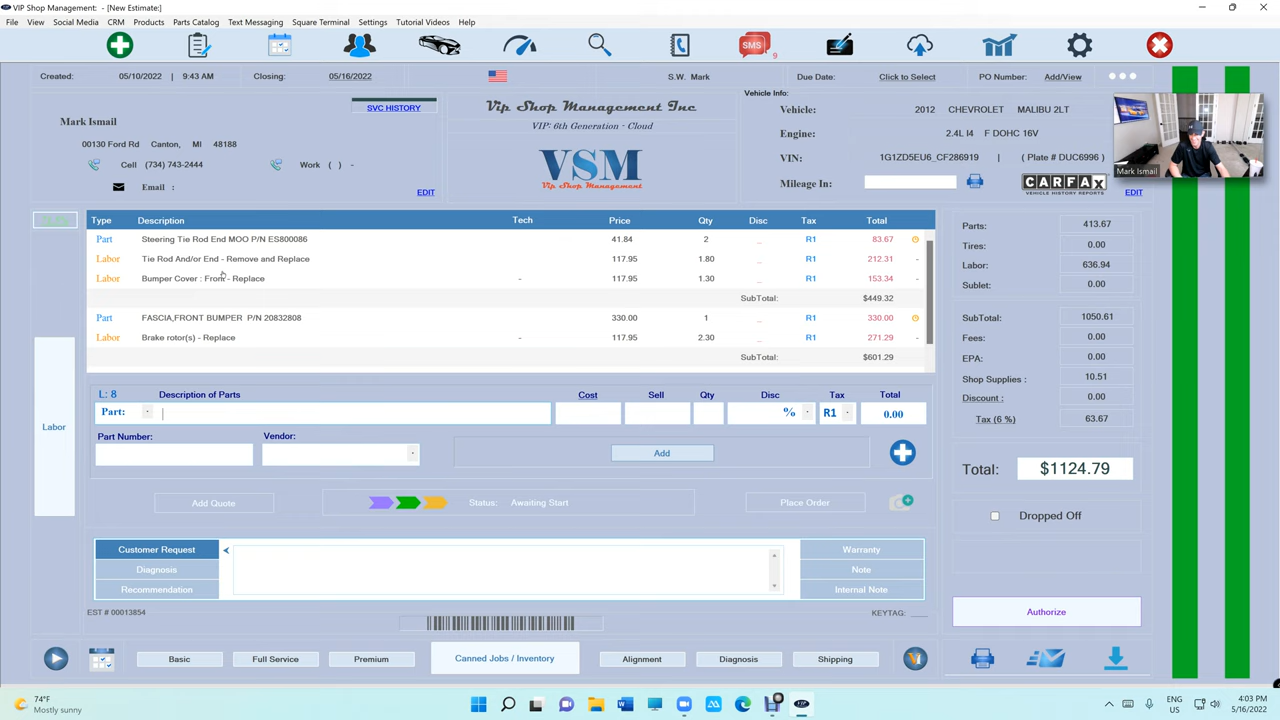 VIP Shop Management: - [New Estimate:]
File View Social Media CRM Products Parts Catalog Text Messaging Square Terminal Settings Tutorial Videos Help
SMS 9
Created: 05/10/2022 | 9:43 AM Closing: 05/16/2022 S.W. Mark Due Date: Click to Select PO Number: Add/View
SVC HISTORY
Mark Ismail
00130 Ford Rd Canton, MI 48188
Cell (734) 743-2444 Work ( ) -
Email :
EDIT
Vip Shop Management Inc
VIP: 6th Generation - Cloud
VSM
Vip Shop Management
Vehicle Info:
Vehicle: 2012 CHEVROLET MALIBU 2LT
Engine: 2.4L I4 F DOHC 16V
VIN: 1G1ZD5EU6_CF286919 | ( Plate # DUC6996 )
Mileage In: CARFAX
VEHICLE HISTORY REPORTS
EDIT
Mark Ismail
Type Description Tech Price Qty Disc Tax Total
Part Steering Tie Rod End MOO P/N ES800086 41.84 2 _ R1 83.67
Labor Tie Rod And/or End - Remove and Replace 117.95 1.80 _ R1 212.31 -
Labor Bumper Cover : Front - Replace - 117.95 1.30 _ R1 153.34 -
SubTotal: $449.32
Part FASCIA,FRONT BUMPER P/N 20832808 330.00 1 _ R1 330.00
Labor Brake rotor(s) - Replace - 117.95 2.30 _ R1 271.29 -
SubTotal: $601.29
Labor
L: 8 Description of Parts Cost Sell Qty Disc Tax Total
Part: % R1 0.00
Part Number: Vendor:
Add
Add Quote Status: Awaiting Start Place Order
Customer Request
Diagnosis
Recommendation
Warranty
Note
Internal Note
EST # 00013854 KEYTAG: ____
Parts: 413.67
Tires: 0.00
Labor: 636.94
Sublet: 0.00
SubTotal: 1050.61
Fees: 0.00
EPA: 0.00
Shop Supplies : 10.51
Discount : 0.00
Tax (6 %) 63.67
Total: $1124.79
Dropped Off
Authorize
Basic Full Service Premium Canned Jobs / Inventory Alignment Diagnosis Shipping
74°F
Mostly sunny
ENG
US
4:03 PM
5/16/2022